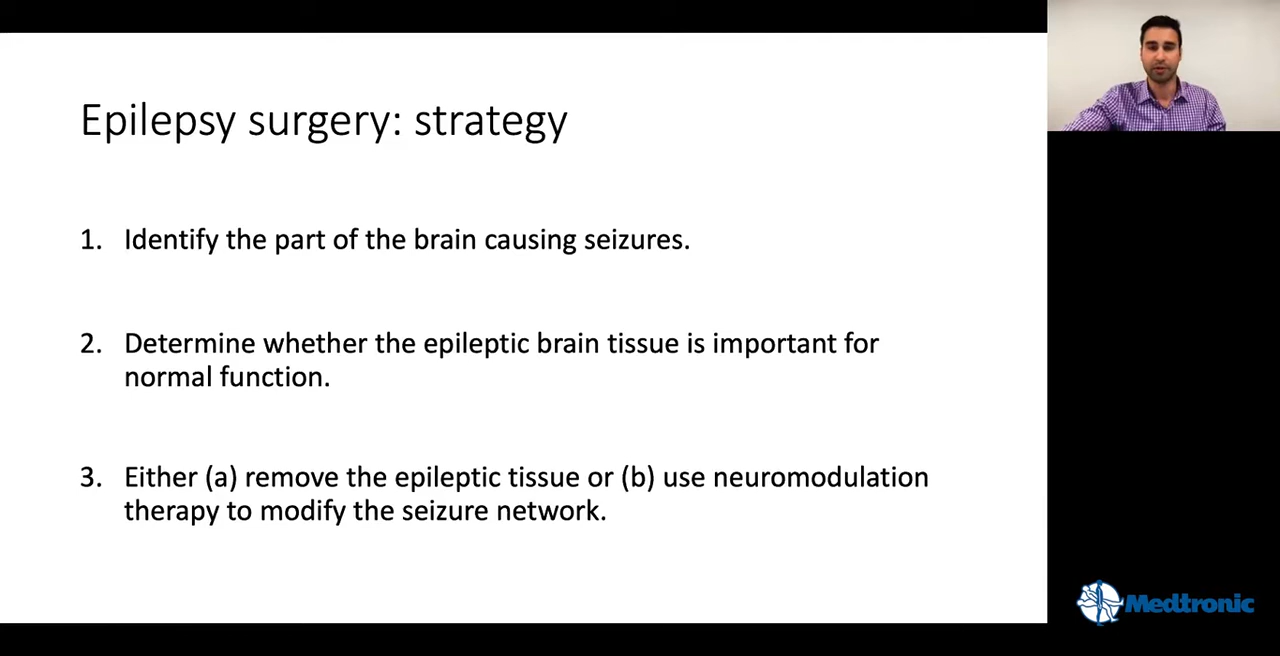 Epilepsy surgery: strategy
1. Identify the part of the brain causing seizures.
2. Determine whether the epileptic brain tissue is important for
normal function.
3. Either (a) remove the epileptic tissue or (b) use neuromodulation
therapy to modify the seizure network.
Medtronic